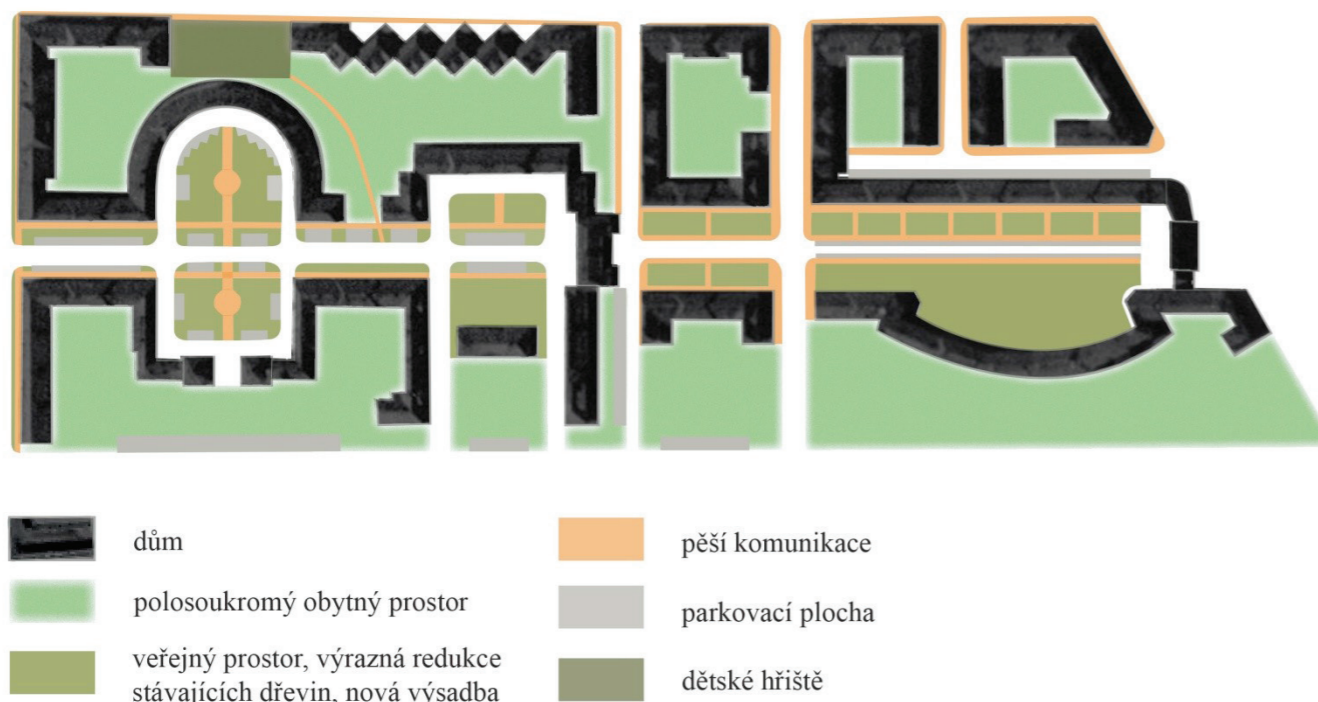 dům
polosoukromý obytný prostor
veřejný prostor, výrazná redukce
stávajících dřevin, nová výsadba
pěší komunikace
parkovací plocha
dětské hřiště